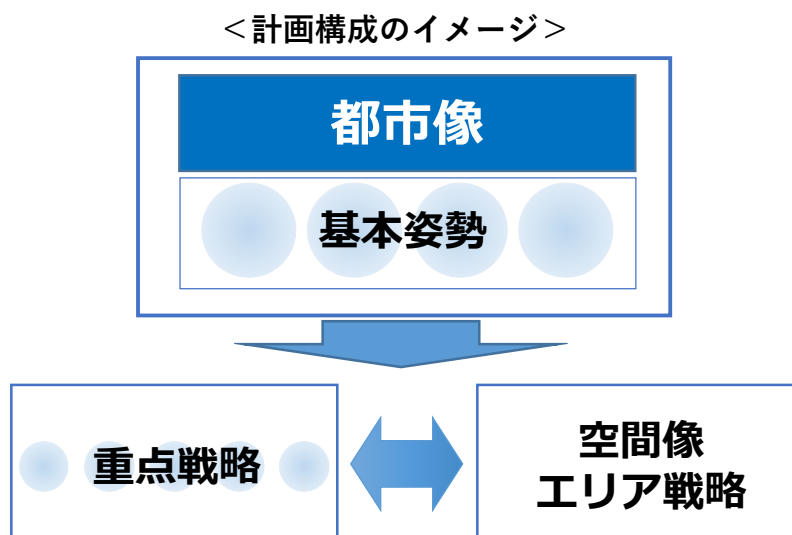 ＜計画構成のイメージ＞
都市像
基本姿勢
重点戦略
空間像
エリア戦略